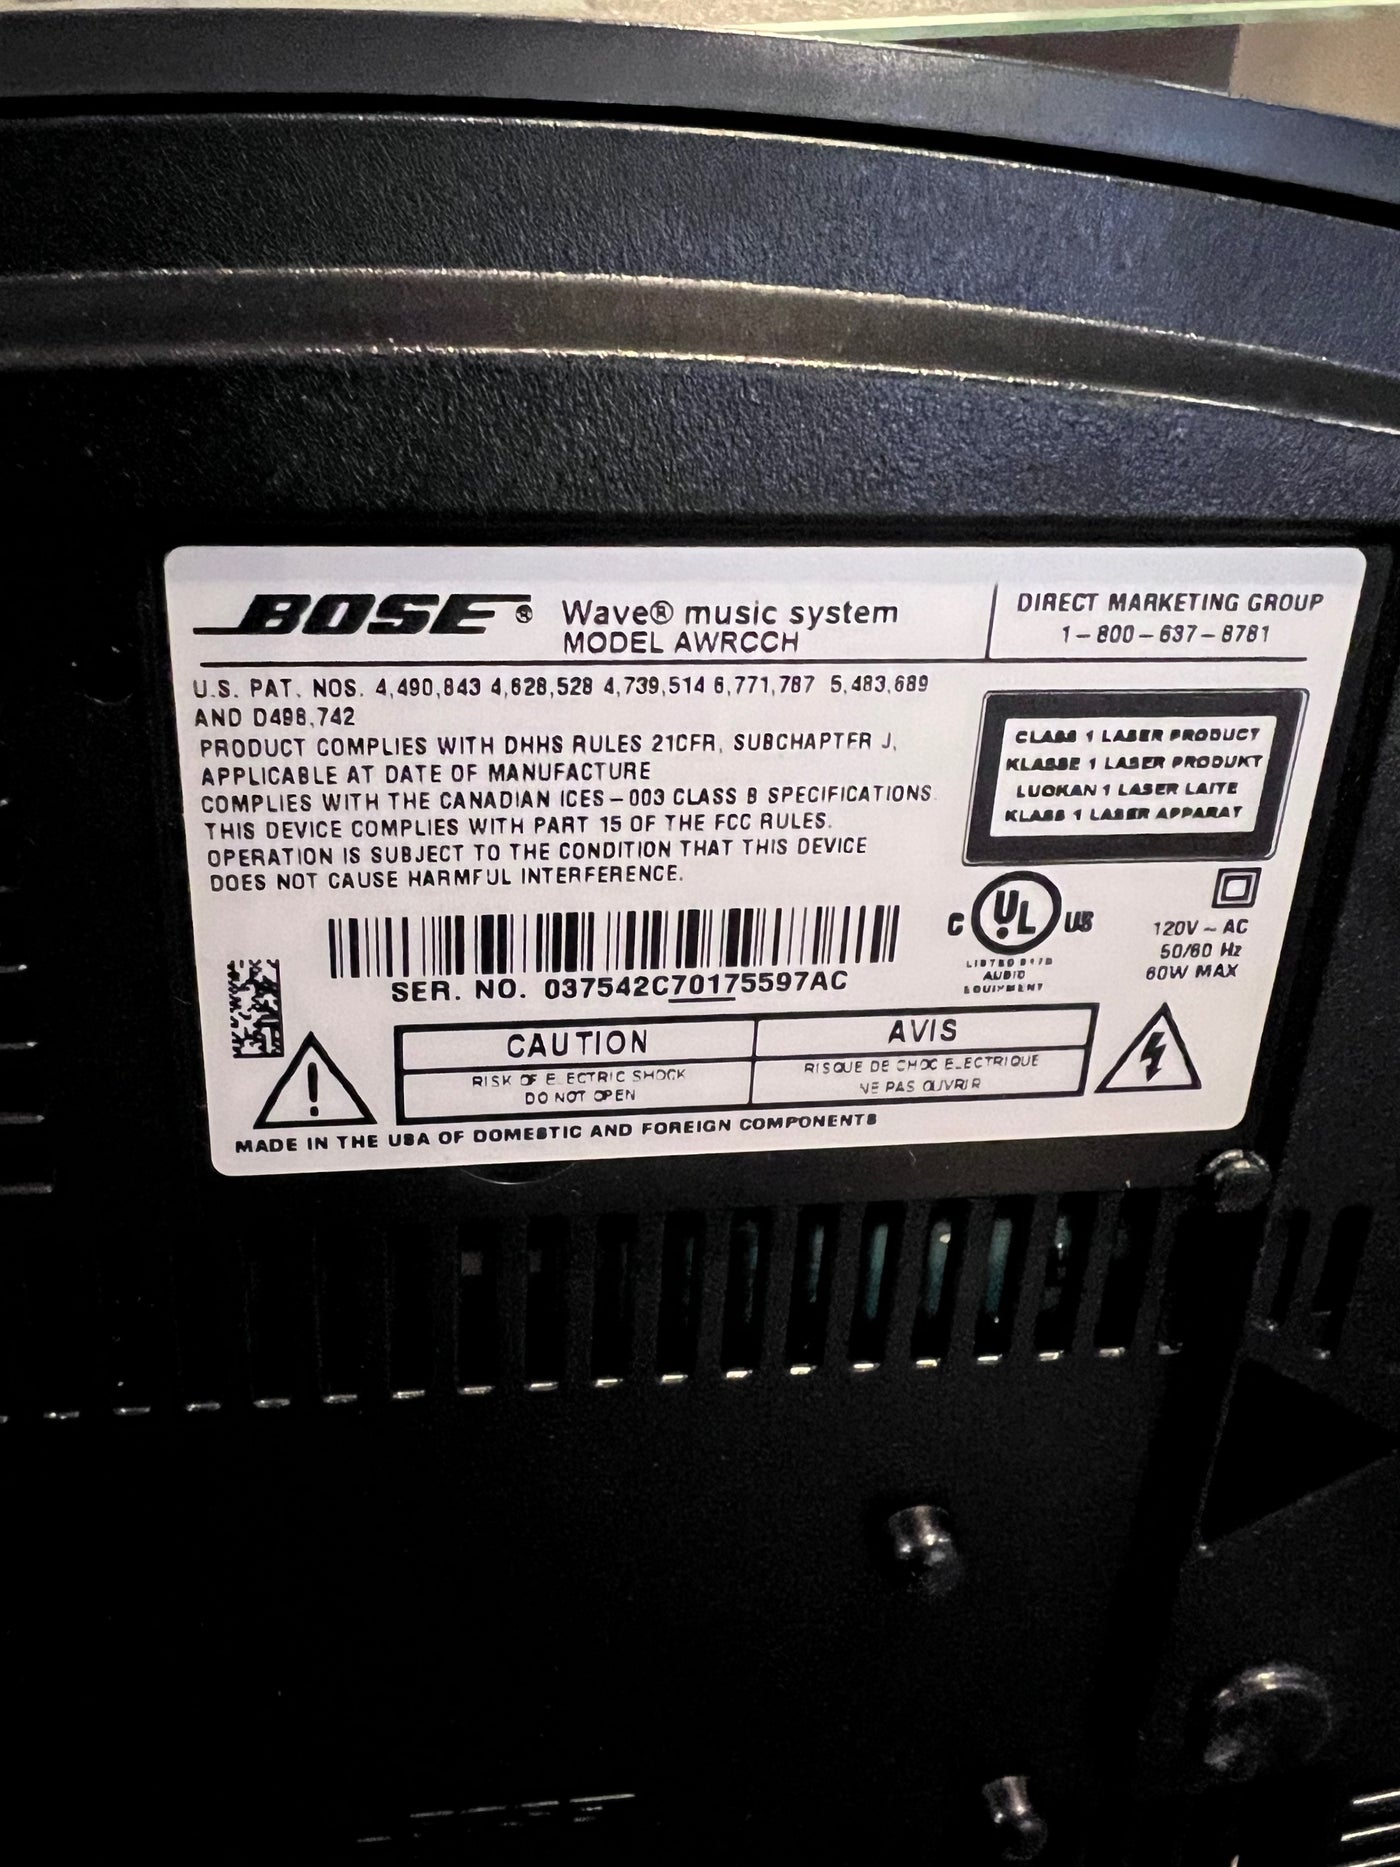 BOSE® Wave® music system
MODEL AWRCCH
DIRECT MARKETING GROUP
1-800-637-8781
U.S. PAT. NOS. 4,490,843 4,628,528 4,739,514 6,771,787 5,483,689
AND D498,742
PRODUCT COMPLIES WITH DHHS RULES 21CFR, SUBCHAPTER J,
APPLICABLE AT DATE OF MANUFACTURE
COMPLIES WITH THE CANADIAN ICES-003 CLASS B SPECIFICATIONS.
THIS DEVICE COMPLIES WITH PART 15 OF THE FCC RULES.
OPERATION IS SUBJECT TO THE CONDITION THAT THIS DEVICE
DOES NOT CAUSE HARMFUL INTERFERENCE.
CLASS 1 LASER PRODUCT
KLASSE 1 LASER PRODUKT
LUOKAN 1 LASER LAITE
KLASS 1 LASER APPARAT
C UL US
LISTED
AUDIO
EQUIPMENT
120V ~ AC
50/60 Hz
60W MAX
SER. NO. 037542C70175597AC
CAUTION
RISK OF ELECTRIC SHOCK
DO NOT OPEN
AVIS
RISQUE DE CHOC ELECTRIQUE
NE PAS OUVRIR
MADE IN THE USA OF DOMESTIC AND FOREIGN COMPONENTS